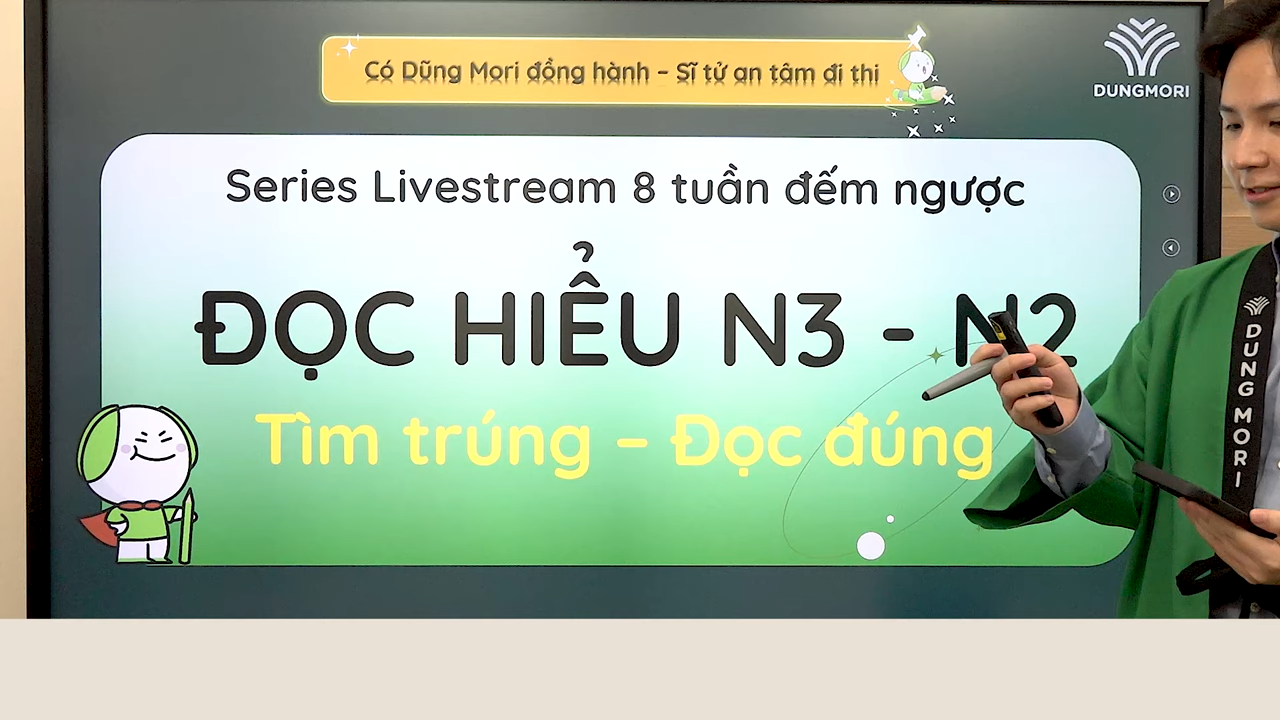 Có Dũng Mori đồng hành - Sĩ tử an tâm đi thi
DUNGMORI
Series Livestream 8 tuần đếm ngược
ĐỌC HIỂU N3 - N2
Tìm trúng - Đọc đúng
DUNG MORI